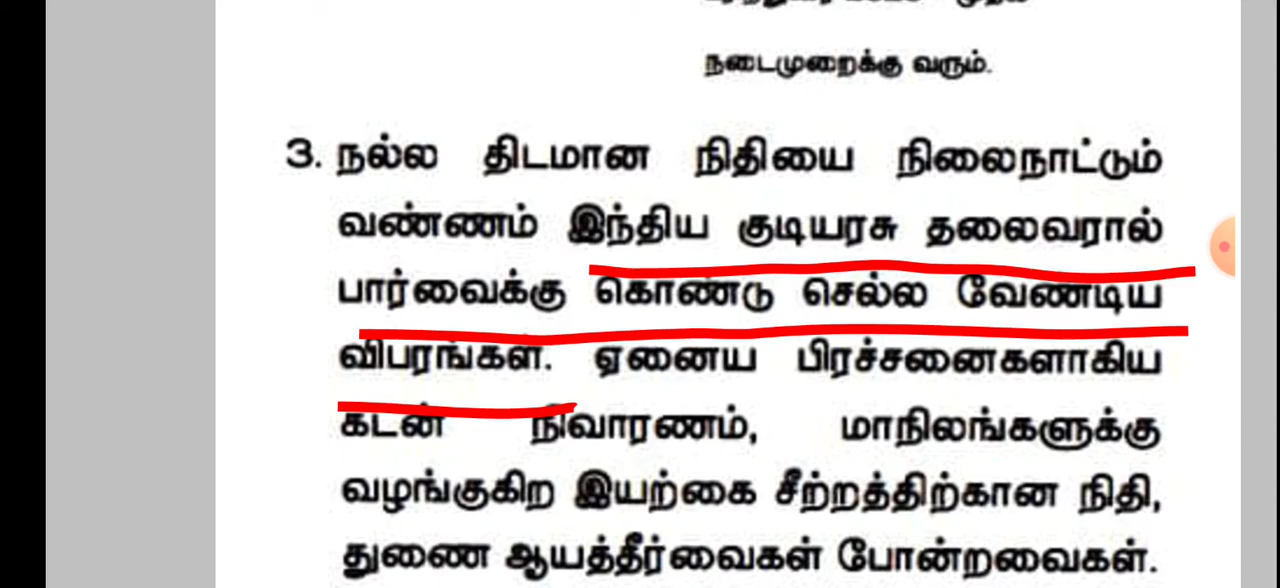 நடைமுறைக்கு வரும்.
3. நல்ல திடமான நிதியை நிலைநாட்டும்
வண்ணம் இந்திய குடியரசு தலைவரால்
பார்வைக்கு கொண்டு செல்ல வேண்டிய
விபரங்கள். ஏனைய பிரச்சனைகளாகிய
கடன் நிவாரணம், மாநிலங்களுக்கு
வழங்குகிற இயற்கை சீற்றத்திற்கான நிதி,
துணை ஆயத்தீர்வைகள் போன்றவைகள்.